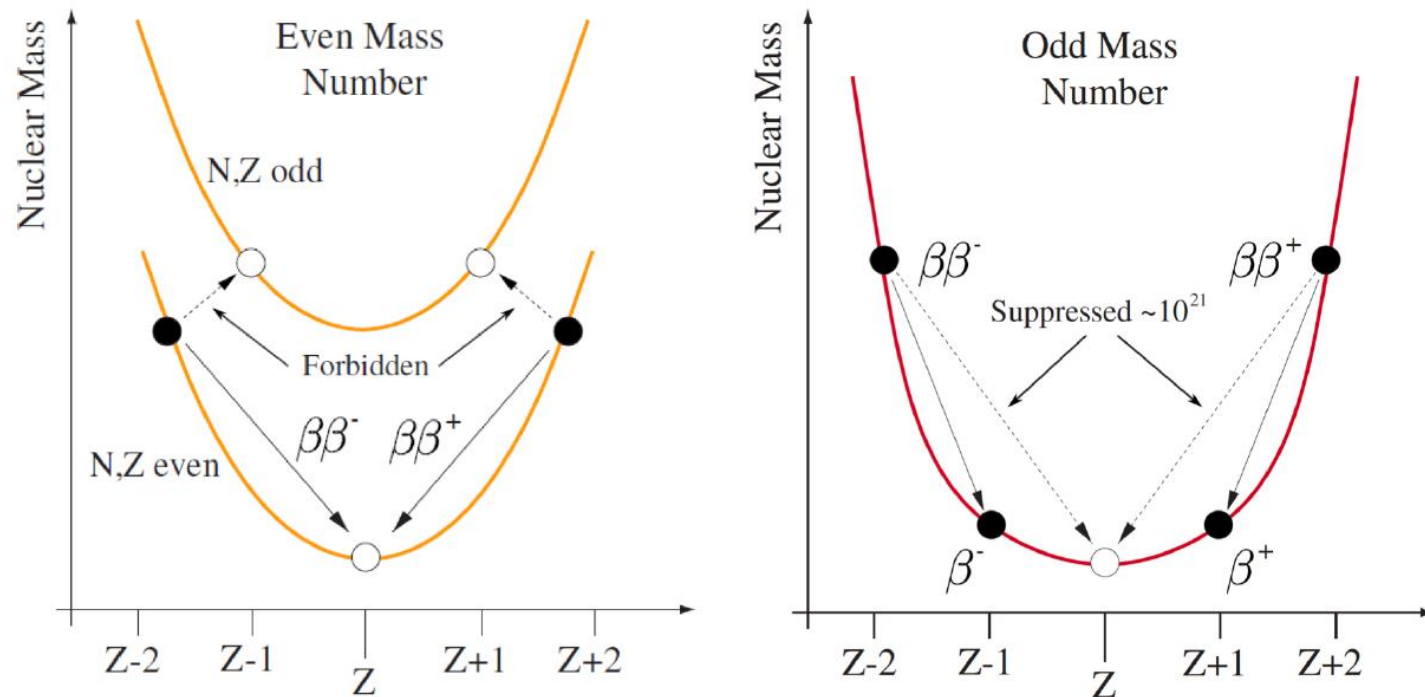 Nuclear Mass
Even Mass
Number
N,Z odd
Forbidden
ββ⁻
ββ⁺
N,Z even
Z-2
Z-1
Z
Z+1
Z+2
Nuclear Mass
Odd Mass
Number
ββ⁻
ββ⁺
Suppressed ~10²¹
β⁻
β⁺
Z-2
Z-1
Z
Z+1
Z+2